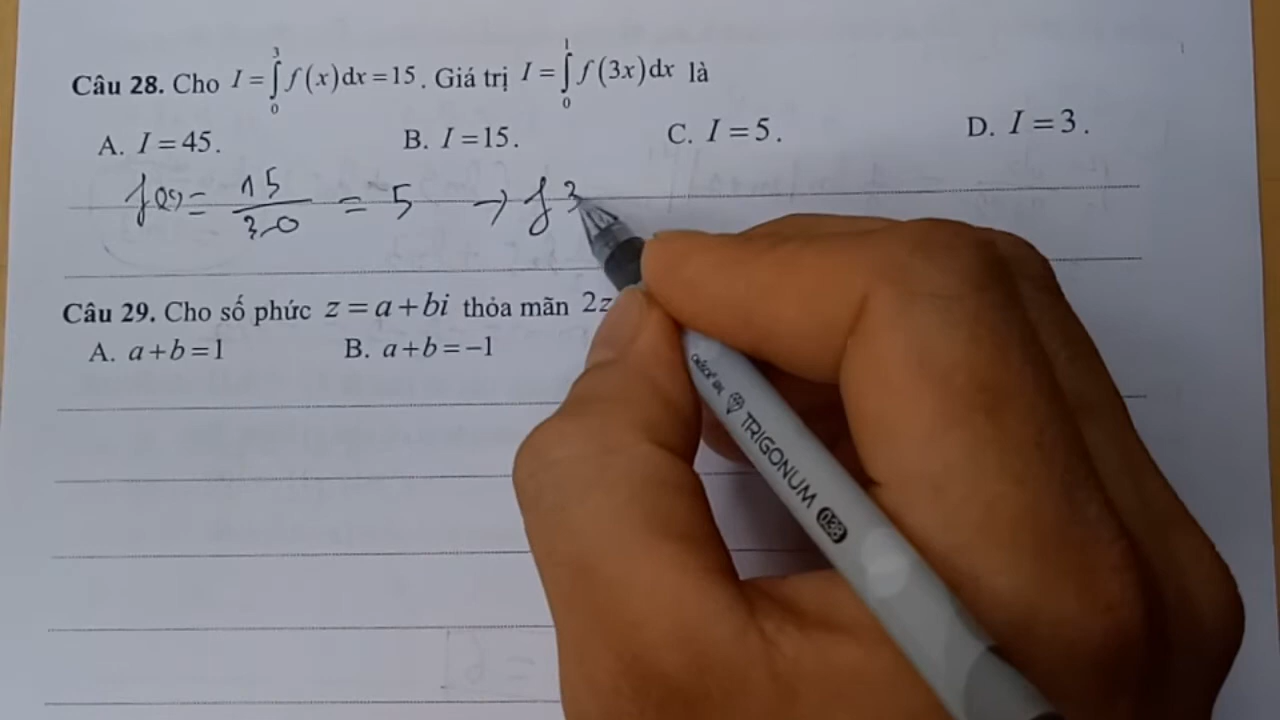 Câu 28. Cho I = ∫₀³ f(x)dx = 15. Giá trị I = ∫₀¹ f(3x)dx là
A. I = 45. B. I = 15. C. I = 5. D. I = 3.
f(x) = 15/(3-0) = 5 → f 3
Câu 29. Cho số phức z = a + bi thỏa mãn 2z
A. a + b = 1 B. a + b = −1
TRIGONUM 038